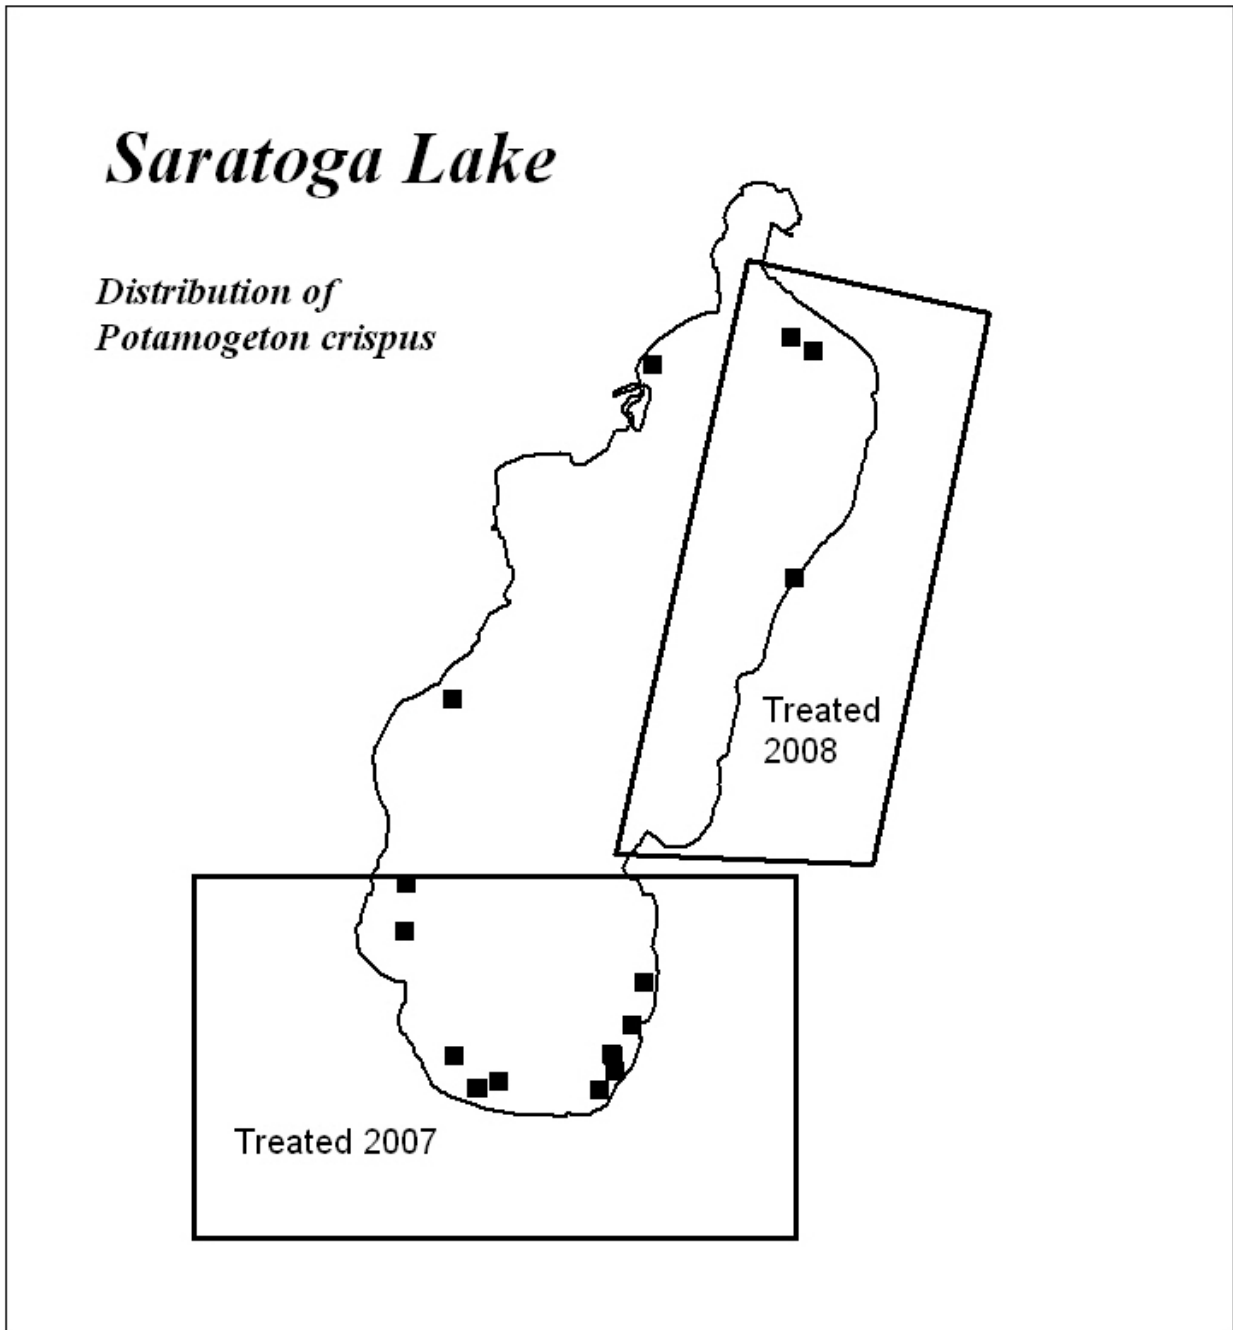 Saratoga Lake
Distribution of
Potamogeton crispus
Treated
2008
Treated 2007